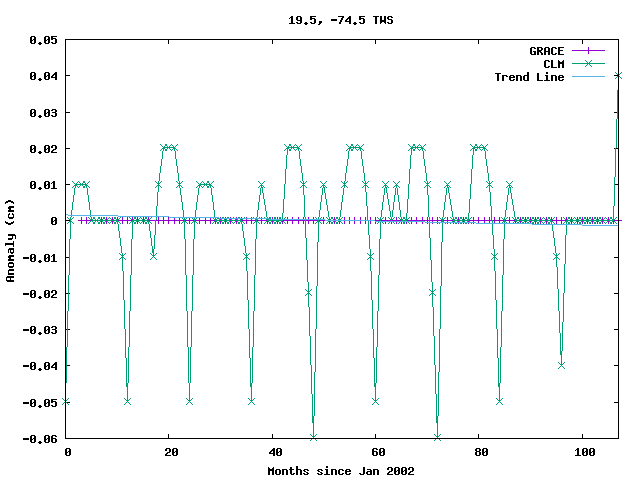 19.5, -74.5 TWS
0.05
GRACE
CLM
Trend Line
0.04
0.03
0.02
0.01
0
-0.01
-0.02
-0.03
-0.04
-0.05
-0.06
Anomaly (cm)
0 20 40 60 80 100
Months since Jan 2002